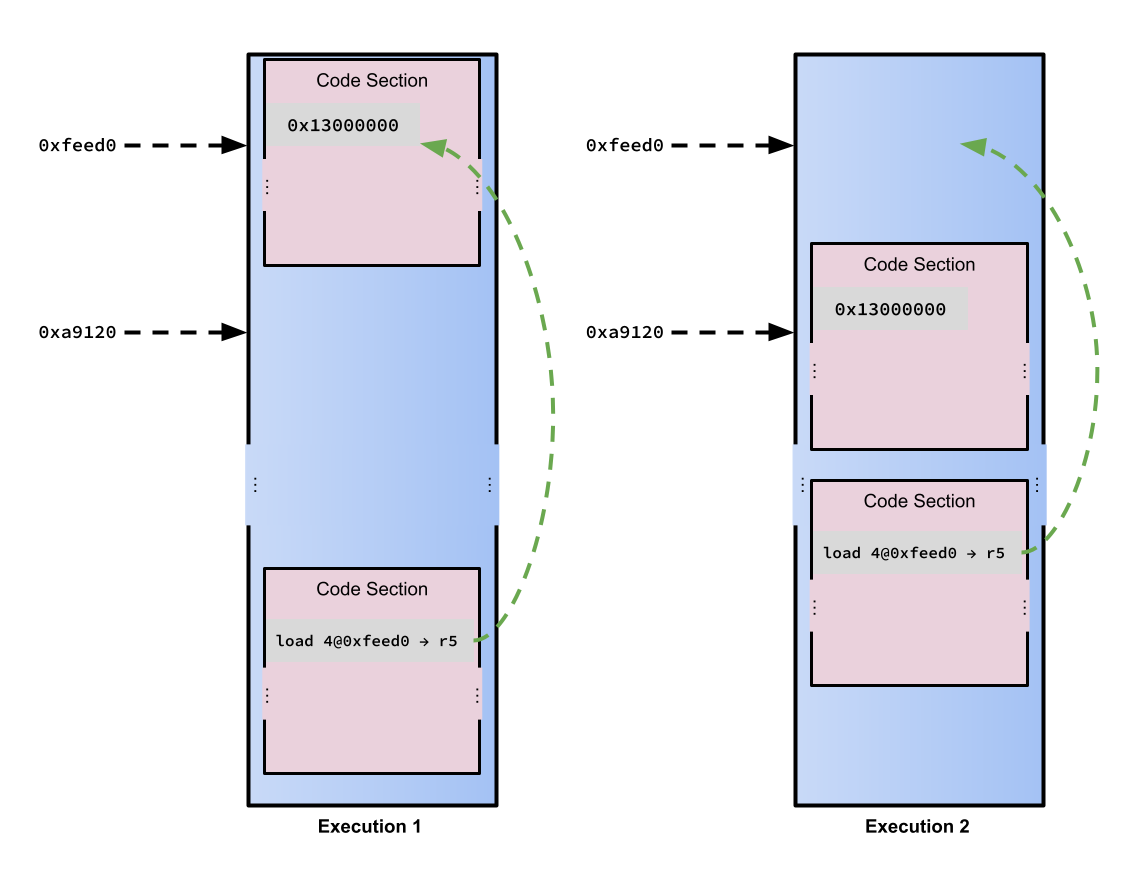 Code Section
0x13000000
0xfeed0
0xa9120
⋮ ⋮
Code Section
load 4@0xfeed0 → r5
Execution 1
0xfeed0
Code Section
0x13000000
0xa9120
Code Section
load 4@0xfeed0 → r5
Execution 2